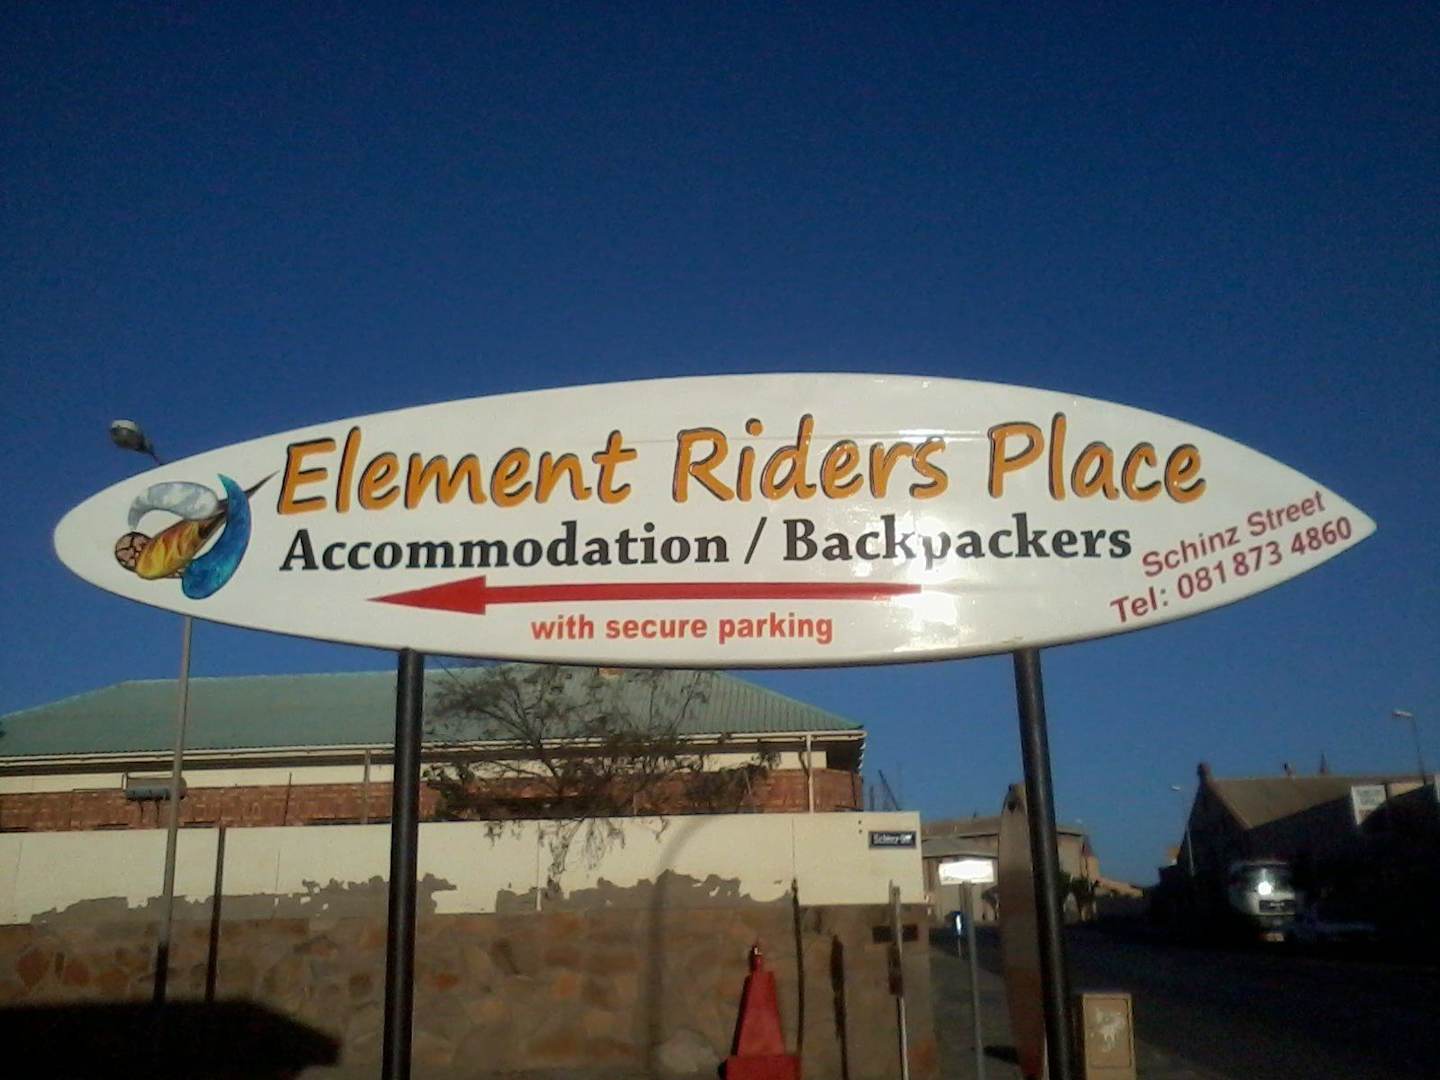 Element Riders Place
Accommodation / Backpackers
with secure parking
Schinz Street
Tel: 081 873 4860